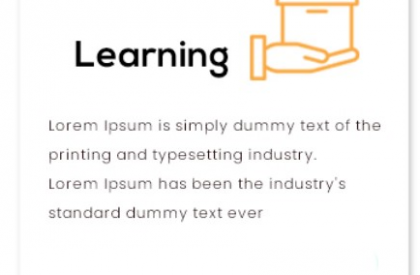 Learning
Lorem Ipsum is simply dummy text of the
printing and typesetting industry.
Lorem Ipsum has been the industry's
standard dummy text ever